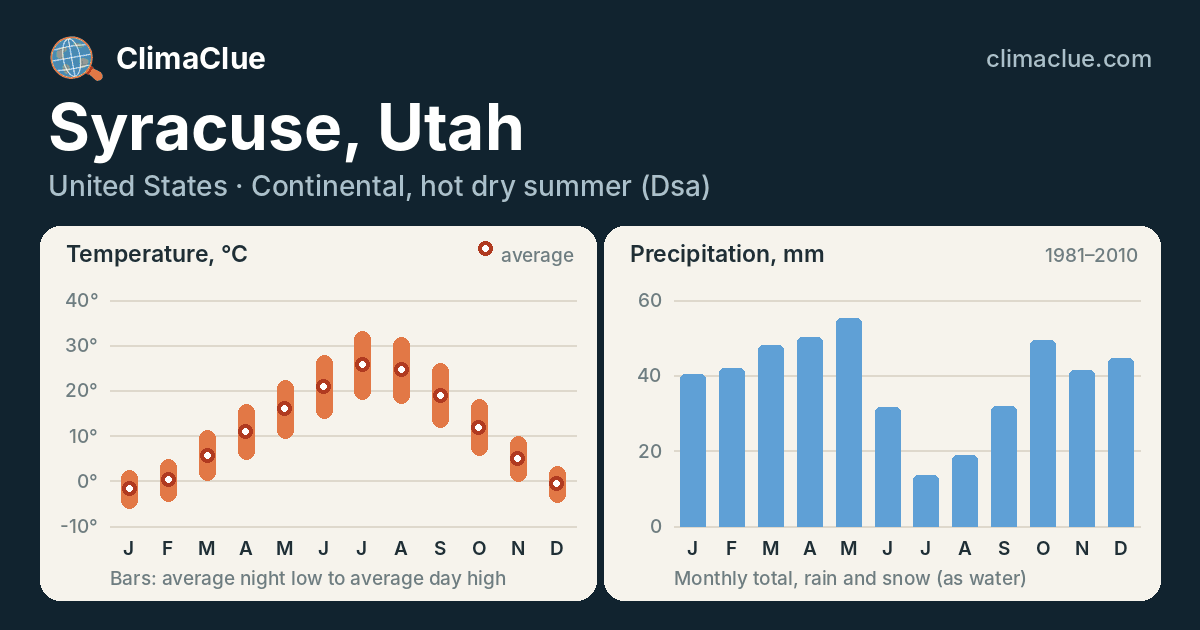 ClimaClue
climaclue.com
Syracuse, Utah
United States · Continental, hot dry summer (Dsa)
Temperature, °C
average
40°
30°
20°
10°
0°
-10°
J F M A M J J A S O N D
Bars: average night low to average day high
Precipitation, mm
1981–2010
60
40
20
0
J F M A M J J A S O N D
Monthly total, rain and snow (as water)